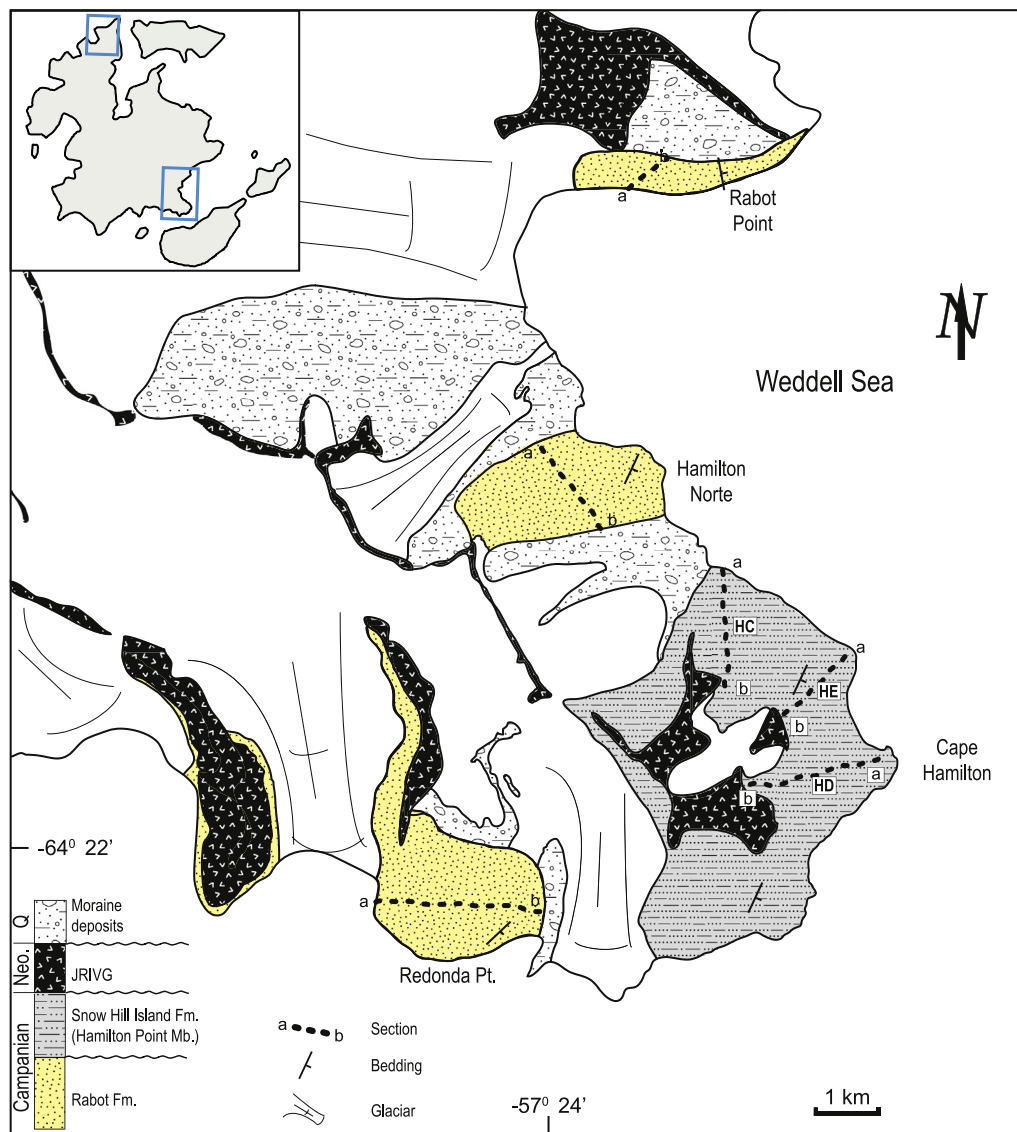 b
a
Rabot
Point
N
Weddell Sea
a
b
Hamilton
Norte
a
HC
b
a
HE
b
Cape
Hamilton
a
HD
b
-64⁰ 22’
a
b
Redonda Pt.
Q
Moraine
deposits
Neo.
JRIVG
Campanian
Snow Hill Island Fm.
(Hamilton Point Mb.)
Rabot Fm.
a
b
Section
Bedding
Glaciar
-57⁰ 24’
1 km